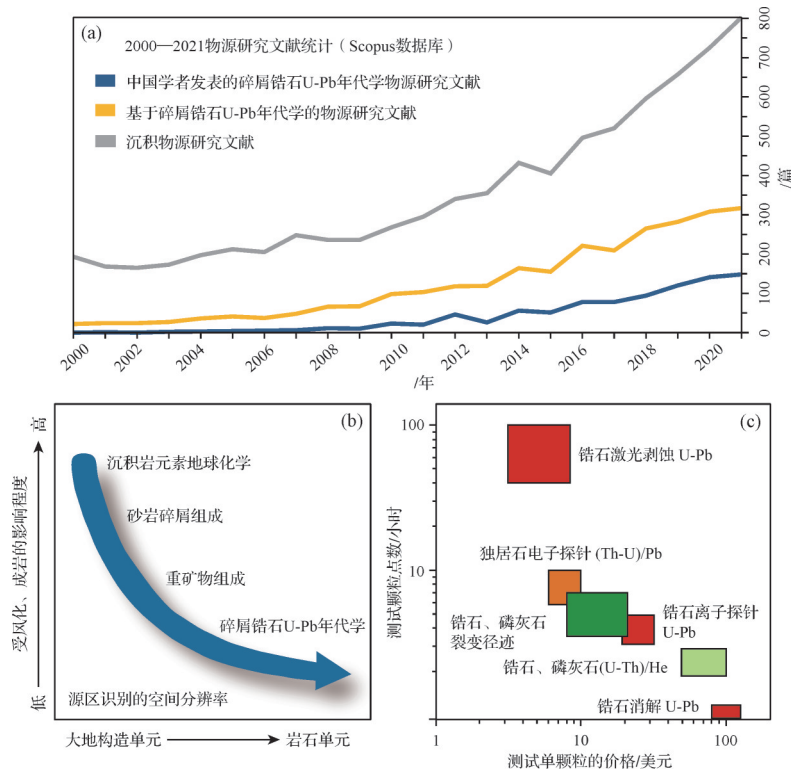 (a)
2000—2021物源研究文献统计（Scopus数据库）
中国学者发表的碎屑锆石U-Pb年代学物源研究文献
基于碎屑锆石U-Pb年代学的物源研究文献
沉积物源研究文献
800
700
600
500
400
300
200
100
0
/篇
2000
2002
2004
2006
2008
2010
2012
2014
2016
2018
2020
/年
(b)
高
受风化、成岩的影响程度
低
沉积岩元素地球化学
砂岩碎屑组成
重矿物组成
碎屑锆石U-Pb年代学
源区识别的空间分辨率
大地构造单元
岩石单元
(c)
100
10
1
测试颗粒点数/小时
锆石激光剥蚀 U-Pb
独居石电子探针 (Th-U)/Pb
锆石、磷灰石
裂变径迹
锆石离子探针
U-Pb
锆石、磷灰石(U-Th)/He
锆石消解 U-Pb
1
10
100
测试单颗粒的价格/美元